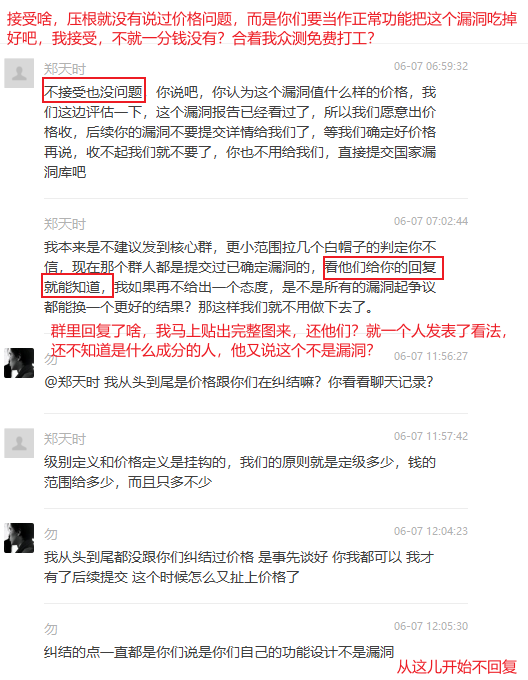 接受啥，压根就没有说过价格问题，而是你们要当作正常功能把这个漏洞吃掉
好吧，我接受，不就一分钱没有？合着我众测免费打工？
郑天时
06-07 06:59:32
不接受也没问题 你说吧，你认为这个漏洞值什么样的价格，我
们这边评估一下，这个漏洞报告已经看过了，所以我们愿意出价
格收，后续你的漏洞不要提交详情给我们了，等我们确定好价格
再说，收不起我们就不要了，你也不用给我们，直接提交国家漏
洞库吧
郑天时
06-07 07:02:44
我本来是不建议发到核心群，更小范围拉几个白帽子的判定你不
信，现在那个群人都是提交过已确定漏洞的，看他们给你的回复
就能知道，我如果再不给出一个态度，是不是所有的漏洞起争议
都能换一个更好的结果？那这样我们就不用做下去了。
群里回复了啥，我马上贴出完整图来，还他们？就一个人发表了看法，
还不知道是什么成分的人，他又说这个不是漏洞？
勿
06-07 11:56:27
@郑天时 我从头到尾是价格跟你们在纠结嘛？你看看聊天记录？
郑天时
06-07 11:57:42
级别定义和价格定义是挂钩的，我们的原则就是定级多少，钱的
范围给多少，而且只多不少
勿
06-07 12:04:23
我从头到尾都没跟你们纠结过价格 是事先谈好 你我都可以 我才
有了后续提交 这个时候怎么又扯上价格了
勿
06-07 12:05:30
纠结的点一直都是你们说是你们自己的功能设计不是漏洞
从这儿开始不回复